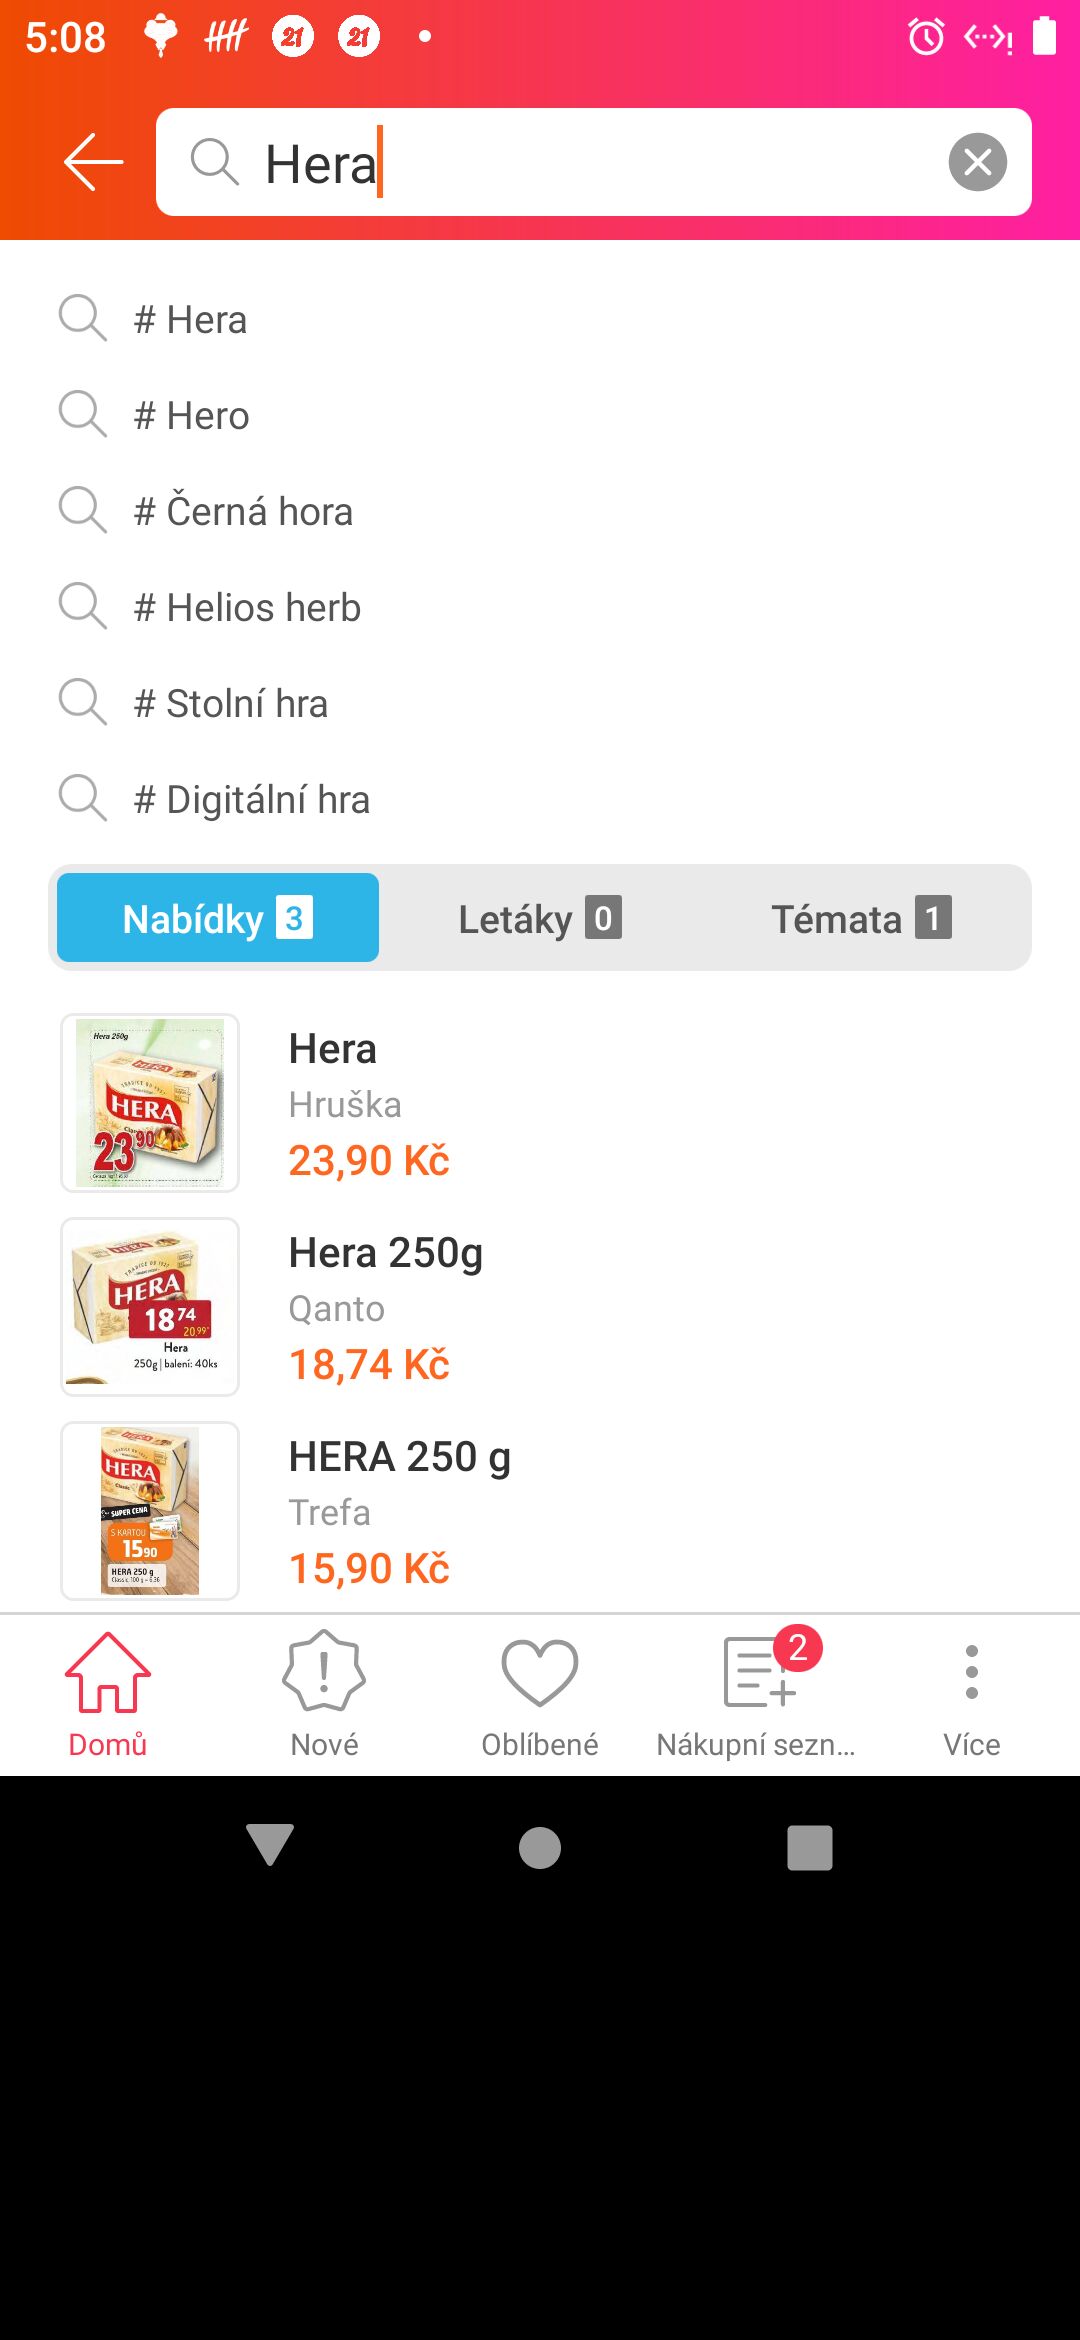 5:08
Hera
# Hera
# Hero
# Černá hora
# Helios herb
# Stolní hra
# Digitální hra
Nabídky 3
Letáky 0
Témata 1
Hera 250g
HERA
23 90
Hera
Hruška
23,90 Kč
HERA
18 74
20.99*
Hera
250g | balení: 40ks
Hera 250g
Qanto
18,74 Kč
HERA
SUPER CENA
S KARTOU
15 90
HERA 250 g
HERA 250 g
Trefa
15,90 Kč
2
Domů
Nové
Oblíbené
Nákupní sezn...
Více